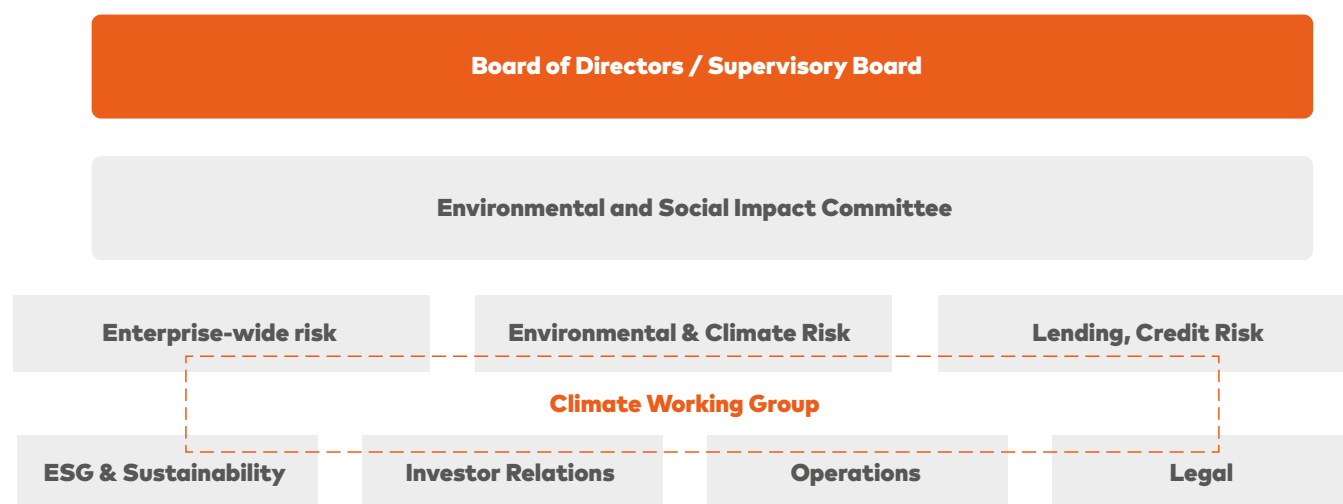 Board of Directors / Supervisory Board
Environmental and Social Impact Committee
Enterprise-wide risk
Environmental & Climate Risk
Lending, Credit Risk
Climate Working Group
ESG & Sustainability
Investor Relations
Operations
Legal